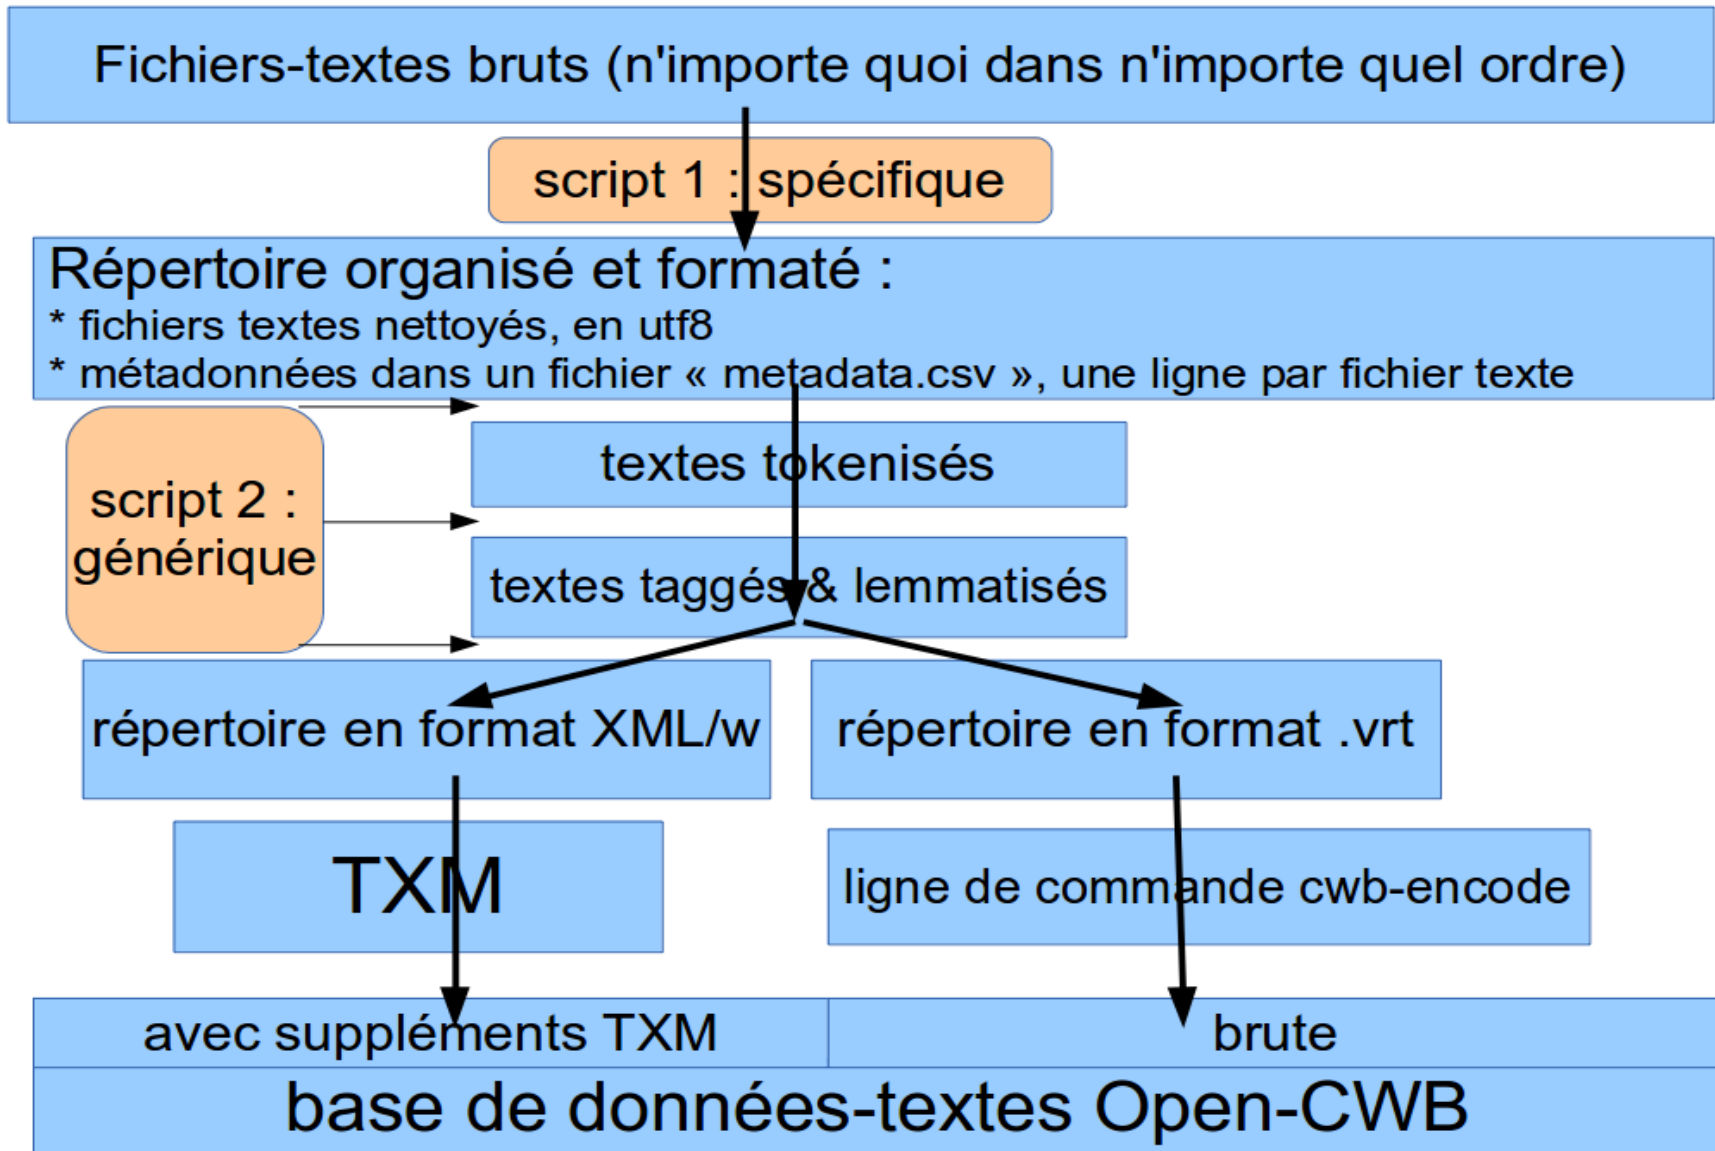 Fichiers-textes bruts (n'importe quoi dans n'importe quel ordre)
script 1 : spécifique
Répertoire organisé et formaté :
* fichiers textes nettoyés, en utf8
* métadonnées dans un fichier « metadata.csv », une ligne par fichier texte
textes tokenisés
script 2 :
générique
textes taggés & lemmatisés
répertoire en format XML/w
répertoire en format .vrt
TXM
ligne de commande cwb-encode
avec suppléments TXM
brute
base de données-textes Open-CWB